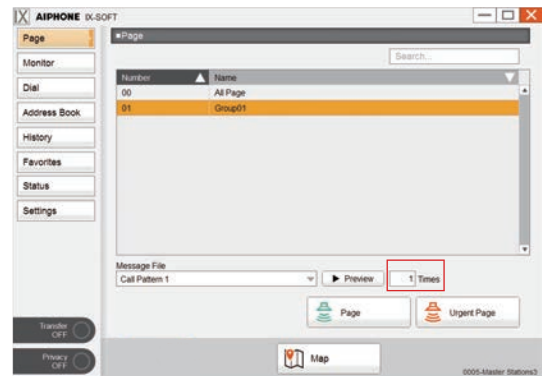 AIPHONE IX-SOFT
Page
Monitor
Dial
Address Book
History
Favorites
Status
Settings
Transfer
OFF
Privacy
OFF
■Page
Search...
Number Name
00 All Page
01 Group01
Message File
Call Pattern 1 Preview 1 Times
Page Urgent Page
Map
0005-Master Stations3